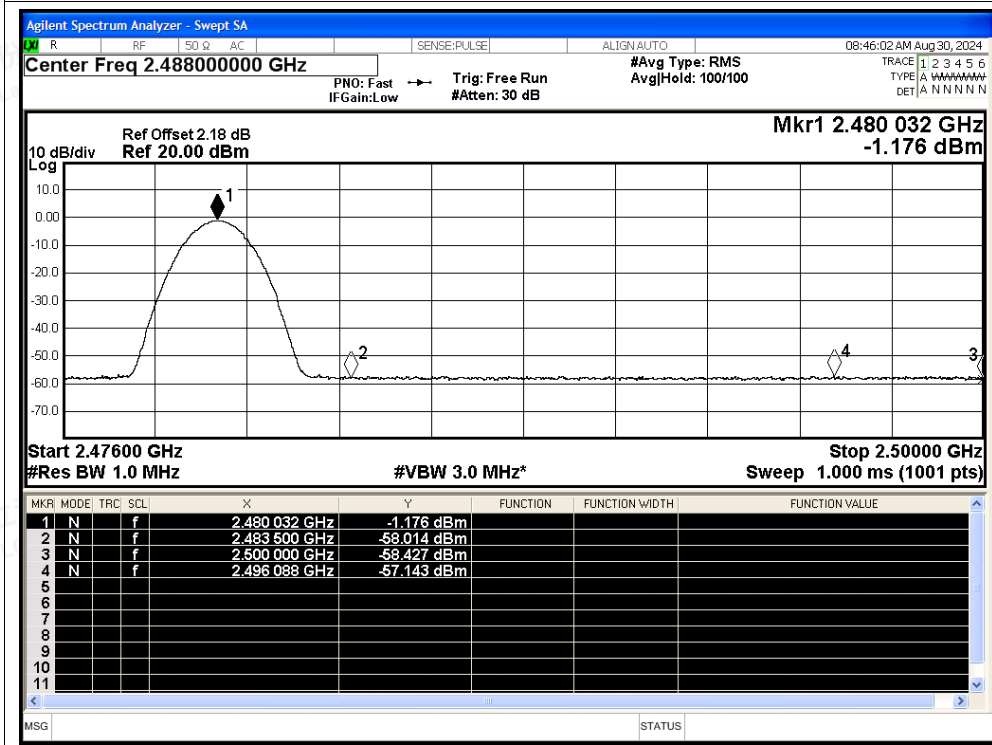 Agilent Spectrum Analyzer - Swept SA
LXI R RF 50 Ω AC SENSE:PULSE ALIGN AUTO 08:46:02 AM Aug 30, 2024
Center Freq 2.488000000 GHz
PNO: Fast
IFGain:Low
Trig: Free Run
#Atten: 30 dB
#Avg Type: RMS
Avg|Hold: 100/100
TRACE 1 2 3 4 5 6
TYPE A
DET A N N N N N
Ref Offset 2.18 dB
10 dB/div Ref 20.00 dBm
Log
Mkr1 2.480 032 GHz
-1.176 dBm
10.0
0.00
-10.0
-20.0
-30.0
-40.0
-50.0
-60.0
-70.0
1
2
4
3
Start 2.47600 GHz Stop 2.50000 GHz
#Res BW 1.0 MHz #VBW 3.0 MHz* Sweep 1.000 ms (1001 pts)
MKR MODE TRC SCL X Y FUNCTION FUNCTION WIDTH FUNCTION VALUE
1 N f 2.480 032 GHz -1.176 dBm
2 N f 2.483 500 GHz -58.014 dBm
3 N f 2.500 000 GHz -58.427 dBm
4 N f 2.496 088 GHz -57.143 dBm
5
6
7
8
9
10
11
MSG STATUS